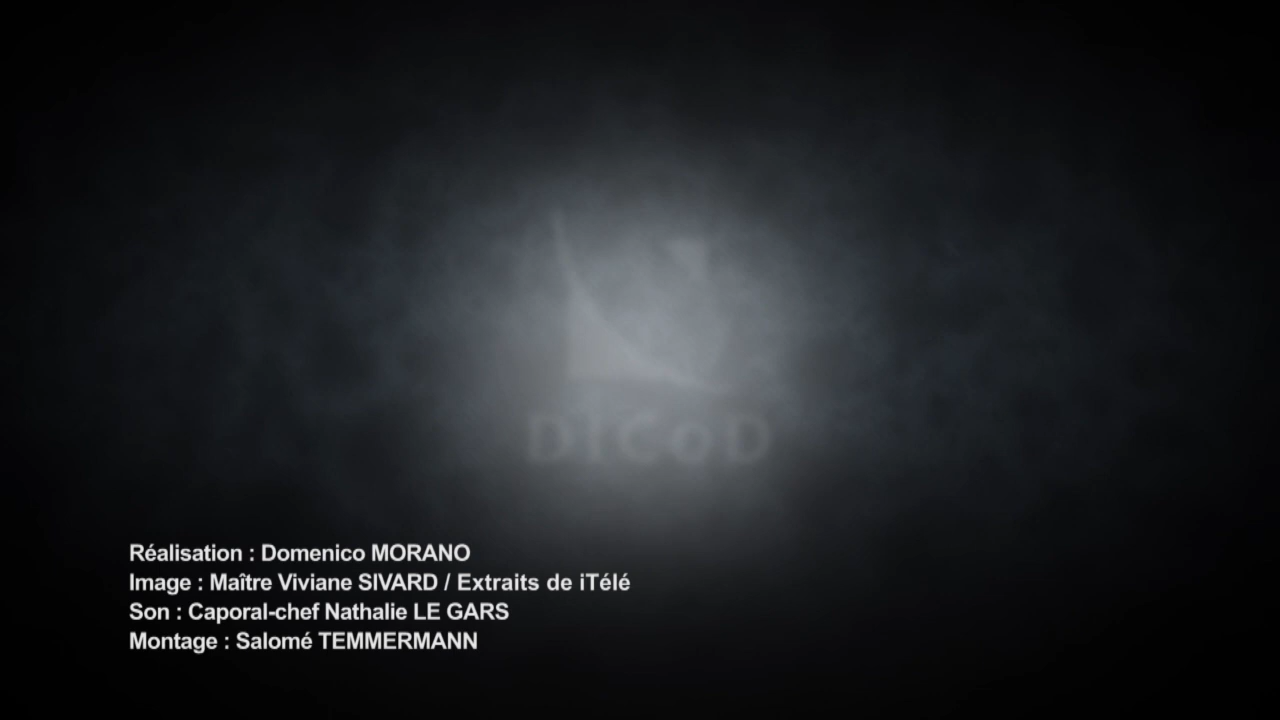 DICoD
Réalisation : Domenico MORANO
Image : Maître Viviane SIVARD / Extraits de iTélé
Son : Caporal-chef Nathalie LE GARS
Montage : Salomé TEMMERMANN